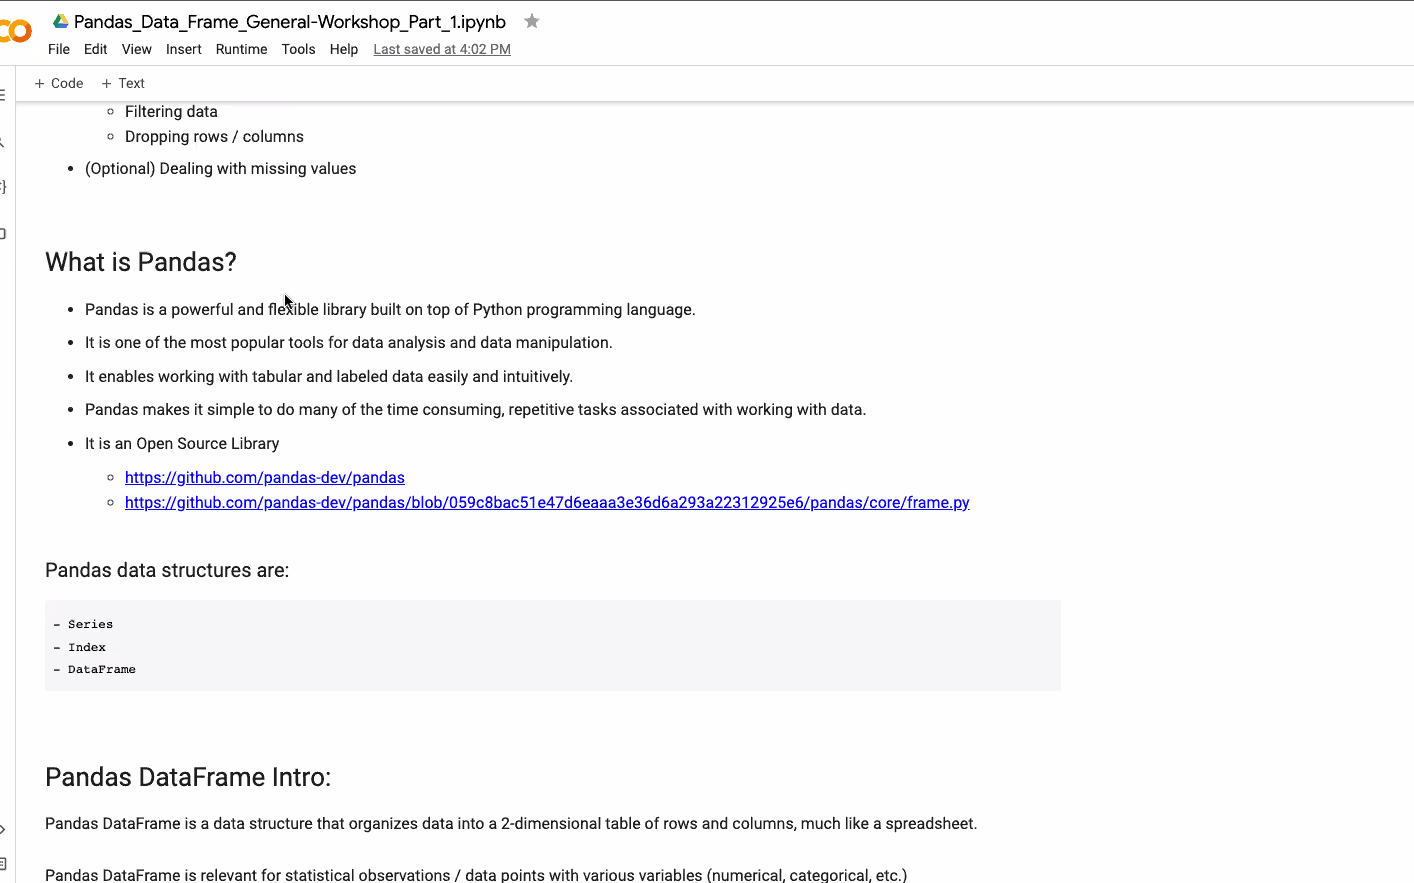 Pandas_Data_Frame_General-Workshop_Part_1.ipynb
File Edit View Insert Runtime Tools Help Last saved at 4:02 PM
+ Code + Text
Filtering data
Dropping rows / columns
(Optional) Dealing with missing values
What is Pandas?
Pandas is a powerful and flexible library built on top of Python programming language.
It is one of the most popular tools for data analysis and data manipulation.
It enables working with tabular and labeled data easily and intuitively.
Pandas makes it simple to do many of the time consuming, repetitive tasks associated with working with data.
It is an Open Source Library
https://github.com/pandas-dev/pandas
https://github.com/pandas-dev/pandas/blob/059c8bac51e47d6eaaa3e36d6a293a22312925e6/pandas/core/frame.py
Pandas data structures are:
- Series
- Index
- DataFrame
Pandas DataFrame Intro:
Pandas DataFrame is a data structure that organizes data into a 2-dimensional table of rows and columns, much like a spreadsheet.
Pandas DataFrame is relevant for statistical observations / data points with various variables (numerical, categorical, etc.)